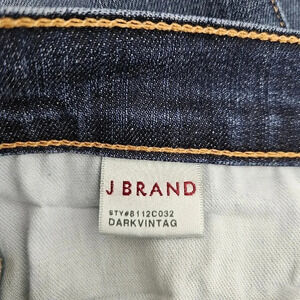 J BRAND
STY#8112C032
DARKVINTAG